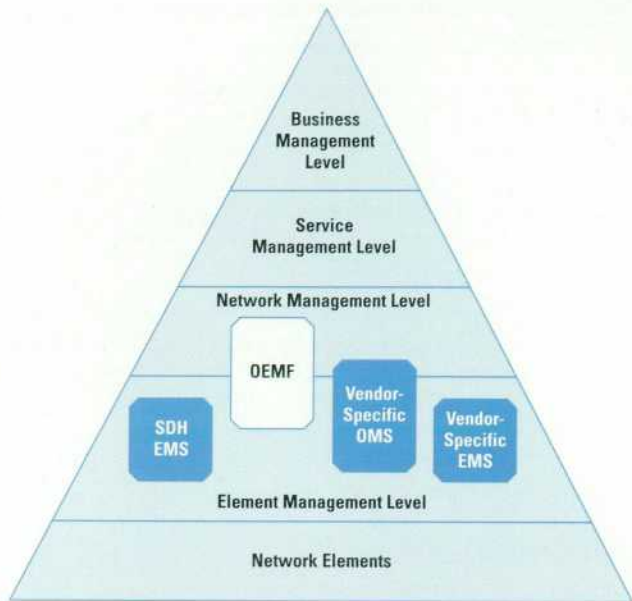 Business
Management
Level
Service
Management Level
Network Management Level
OEMF
Vendor-
Specific
OMS
SDH
EMS
Vendor-
Specific
EMS
Element Management Level
Network Elements